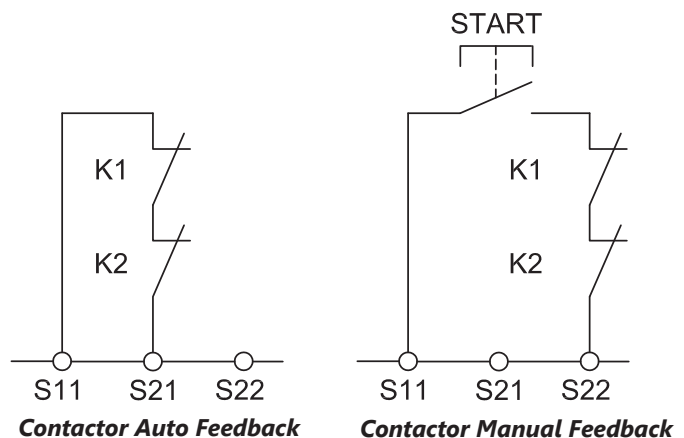 START
K1
K2
S11 S21 S22
Contactor Auto Feedback
K1
K2
S11 S21 S22
Contactor Manual Feedback